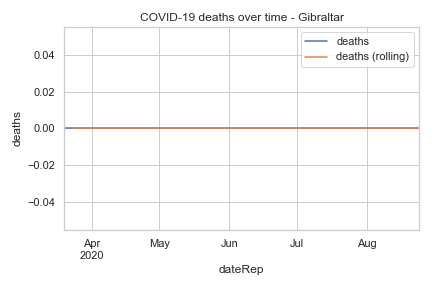 COVID-19 deaths over time - Gibraltar
deaths
deaths (rolling)
deaths
0.04
0.02
0.00
−0.02
−0.04
Apr
2020
May
Jun
Jul
Aug
dateRep